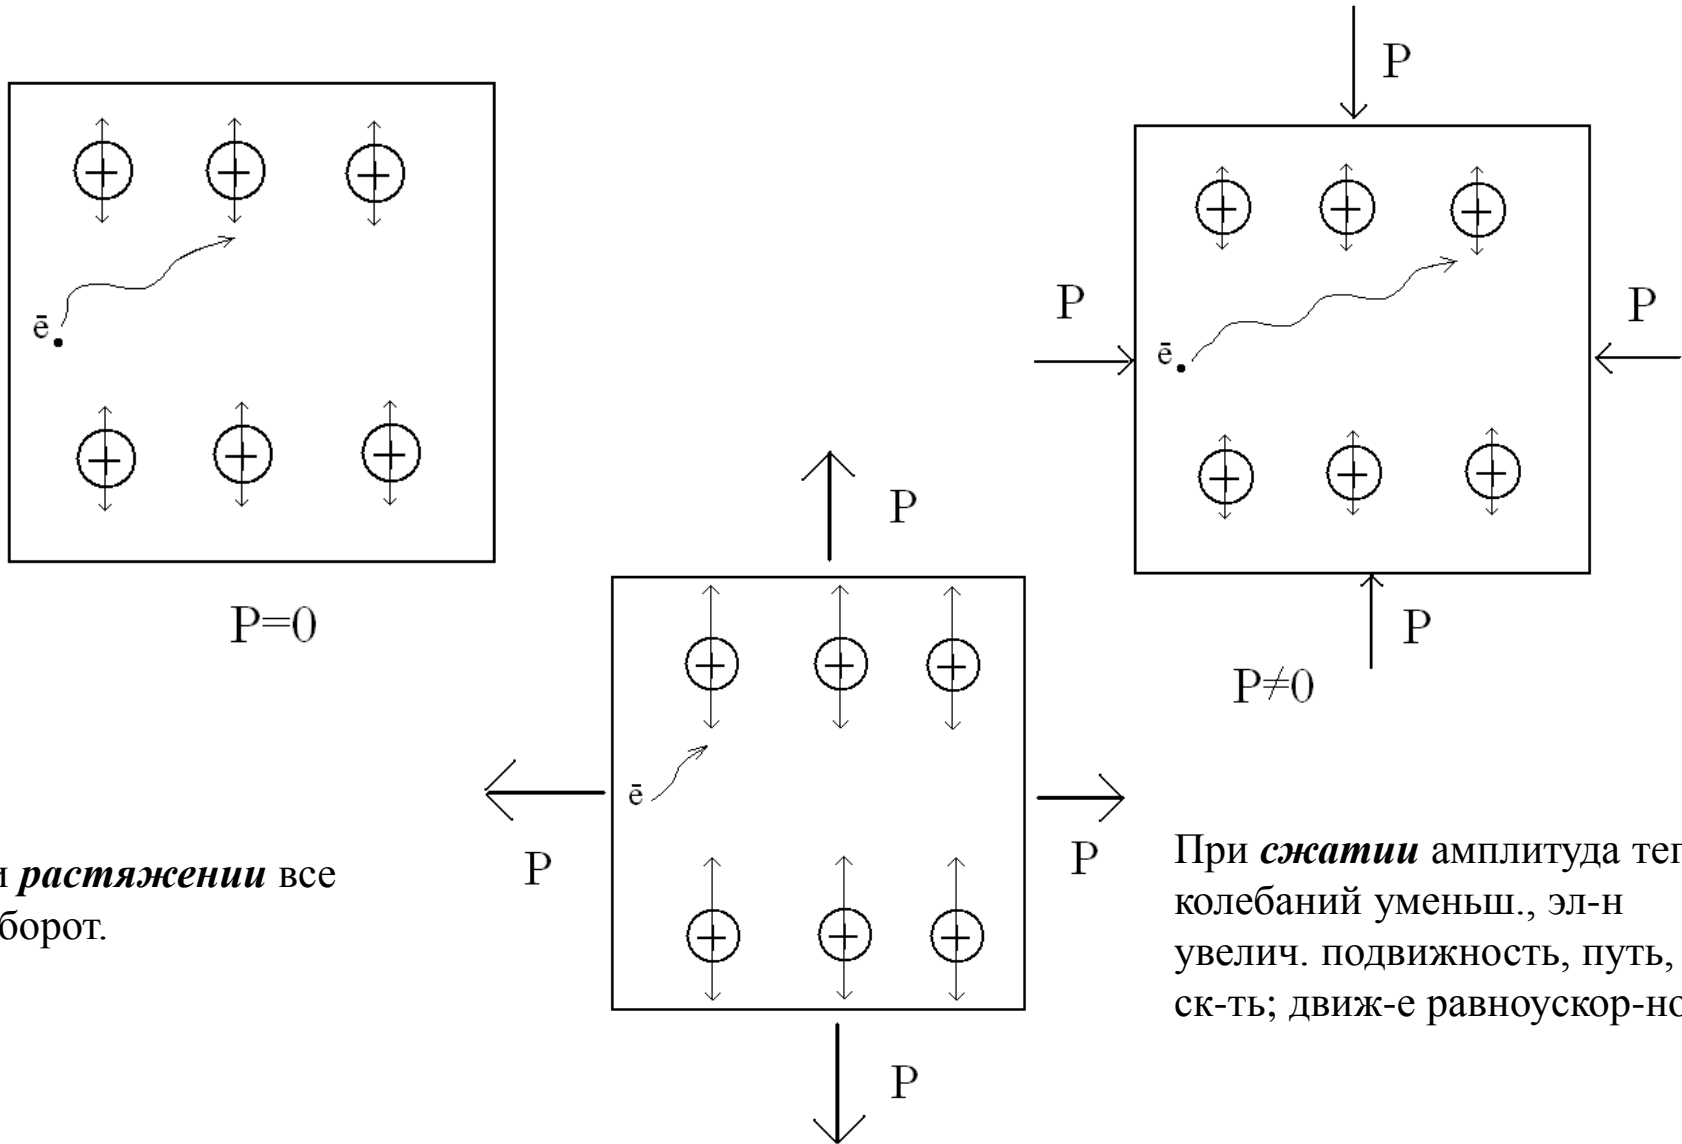 P
ē
P
P
ē
P
P=0
P
P≠0
P
ē
P
P
P
и растяжении все
борот.
При сжатии амплитуда теп
колебаний уменьш., эл-н
увелич. подвижность, путь,
ск-ть; движ-е равноускор-но